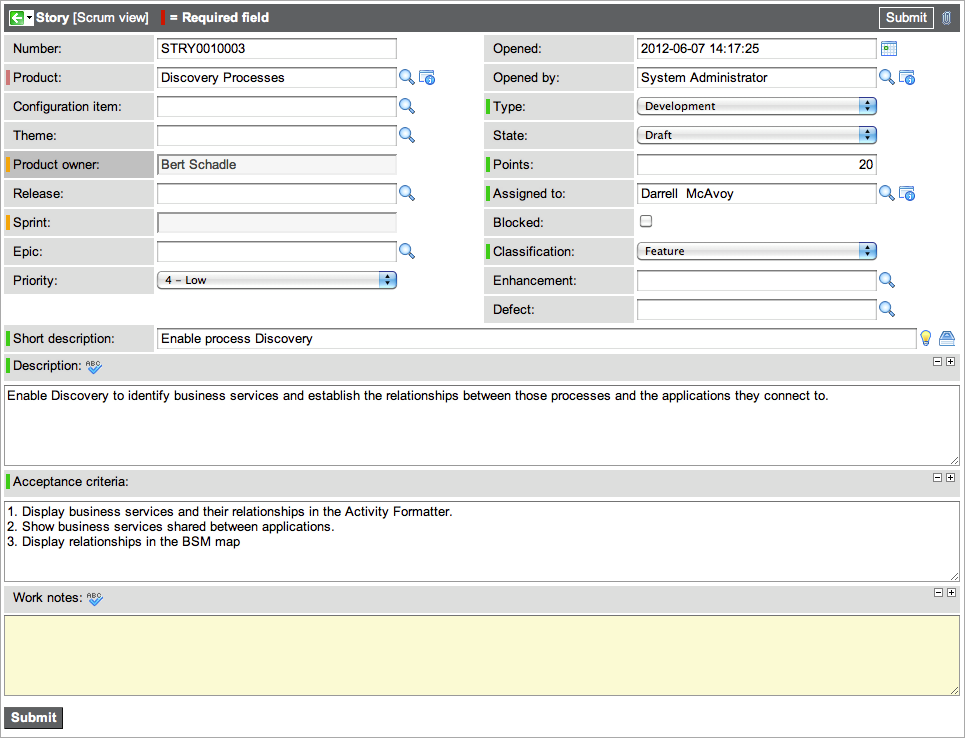 Story [Scrum view] = Required field Submit
Number: STRY0010003
Product: Discovery Processes
Configuration item:
Theme:
Product owner: Bert Schadle
Release:
Sprint:
Epic:
Priority: 4 – Low
Opened: 2012-06-07 14:17:25
Opened by: System Administrator
Type: Development
State: Draft
Points: 20
Assigned to: Darrell McAvoy
Blocked:
Classification: Feature
Enhancement:
Defect:
Short description: Enable process Discovery
Description: ABC
Enable Discovery to identify business services and establish the relationships between those processes and the applications they connect to.
Acceptance criteria:
1. Display business services and their relationships in the Activity Formatter.
2. Show business services shared between applications.
3. Display relationships in the BSM map
Work notes: ABC
Submit